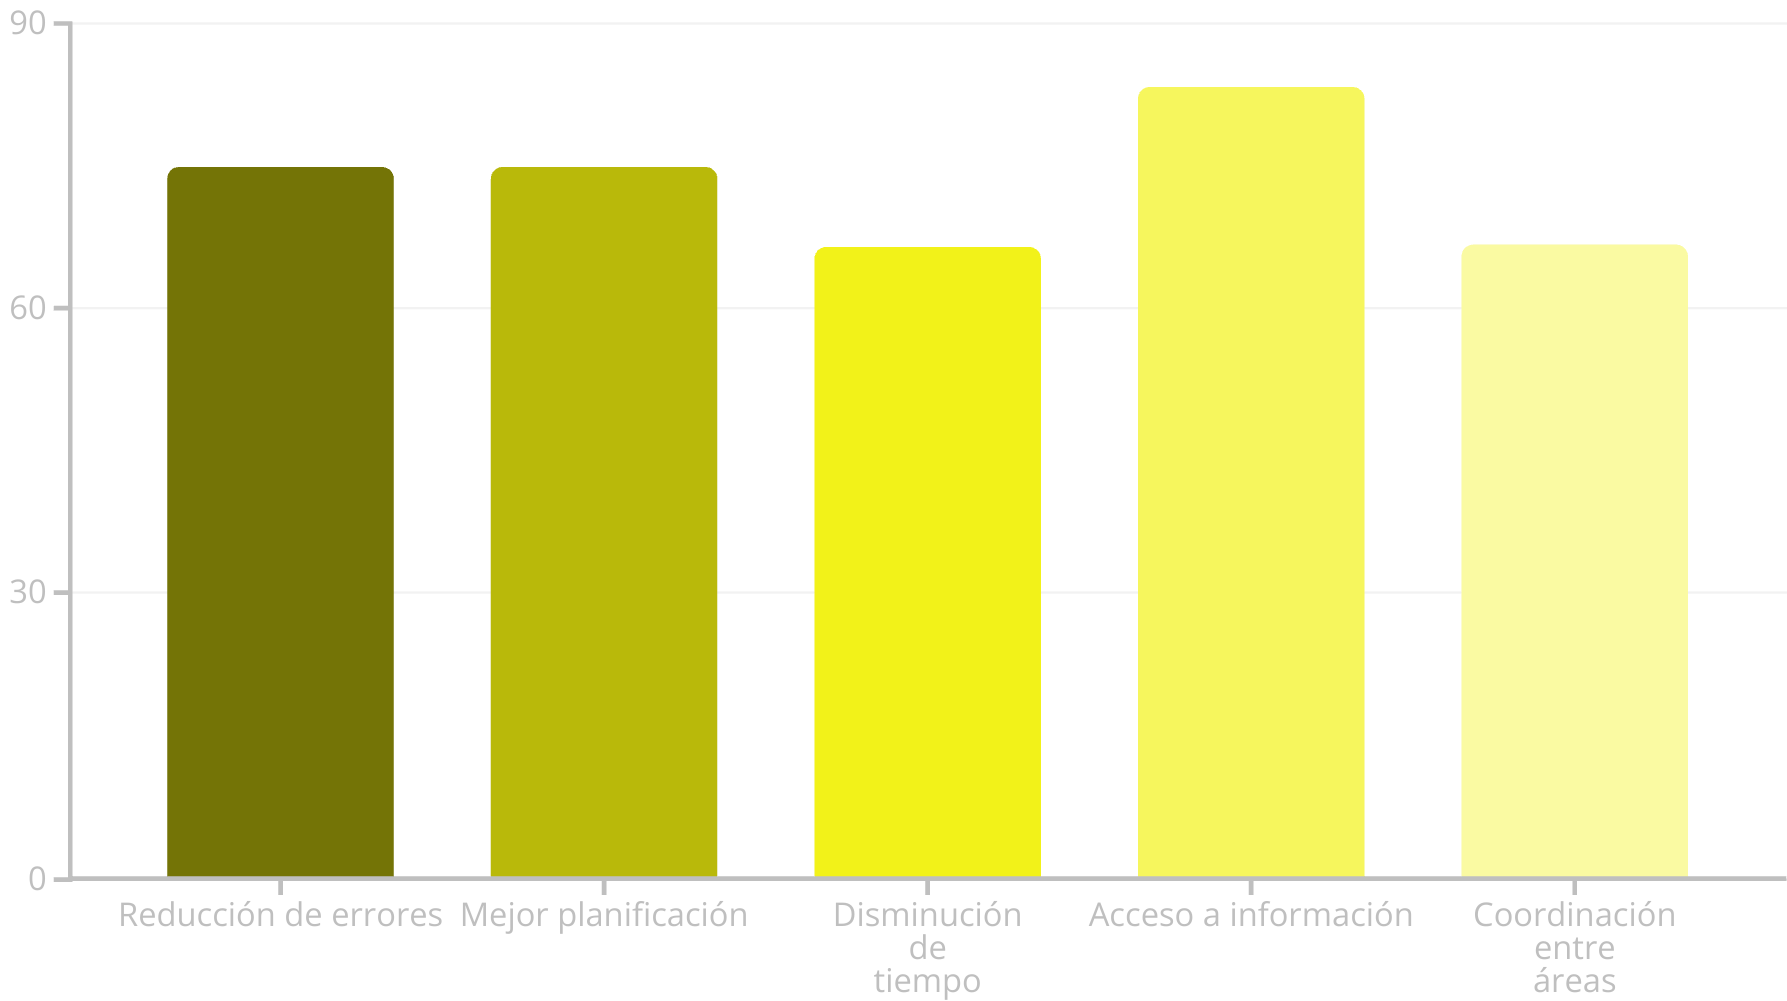 90
60
30
0
Reducción de errores
Mejor planificación
Disminución
de
tiempo
Acceso a información
Coordinación
entre
áreas